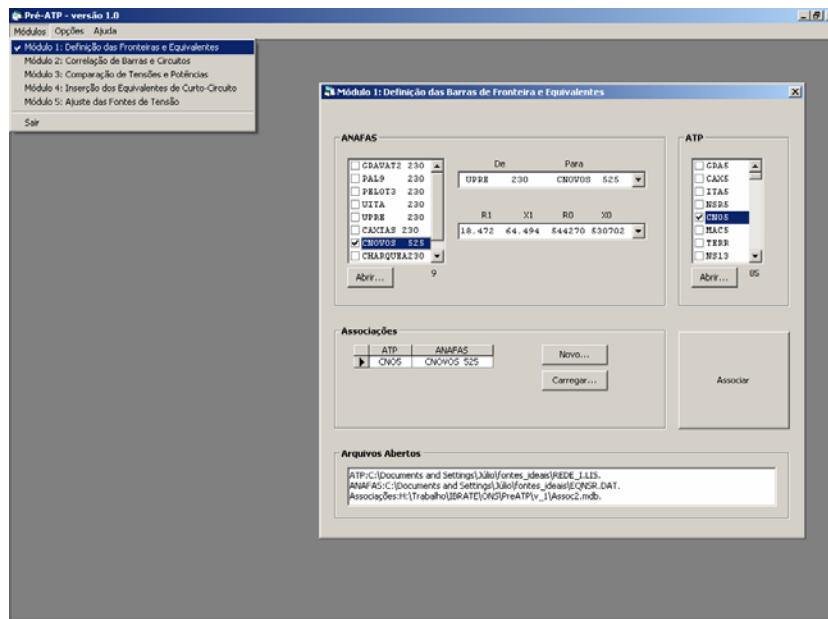 Pré-ATP - versão 1.0
Módulos Opções Ajuda
Módulo 1: Definição das Fronteiras e Equivalentes
Módulo 2: Correlação de Barras e Circuitos
Módulo 3: Comparação de Tensões e Potências
Módulo 4: Inserção dos Equivalentes de Curto-Circuito
Módulo 5: Ajuste das Fontes de Tensão
Sair
Módulo 1: Definição das Barras de Fronteira e Equivalentes
ANAFAS
GRAVAT2 230
PAL9 230
PELOT3 230
UITA 230
UPRE 230
CAXIAS 230
CNOVOS 525
CHARQUEA230
Abrir...
9
De Para
UPRE 230 CNOVOS 525
R1 X1 R0 X0
18.472 64.494 544270 530702
ATP
GRA5
CAX5
ITA5
NSR5
CNO5
MAC5
TERR
NS13
Abrir...
85
Associações
ATP ANAFAS
CNO5 CNOVOS 525
Novo...
Carregar...
Associar
Arquivos Abertos
ATP:C:\Documents and Settings\Júlio\fontes_ideais\REDE_I.LIS.
ANAFAS:C:\Documents and Settings\Júlio\fontes_ideais\EQNSR.DAT.
Associações:H:\Trabalho\IBRATE\ONS\PreATP\v_1\Assoc2.mdb.